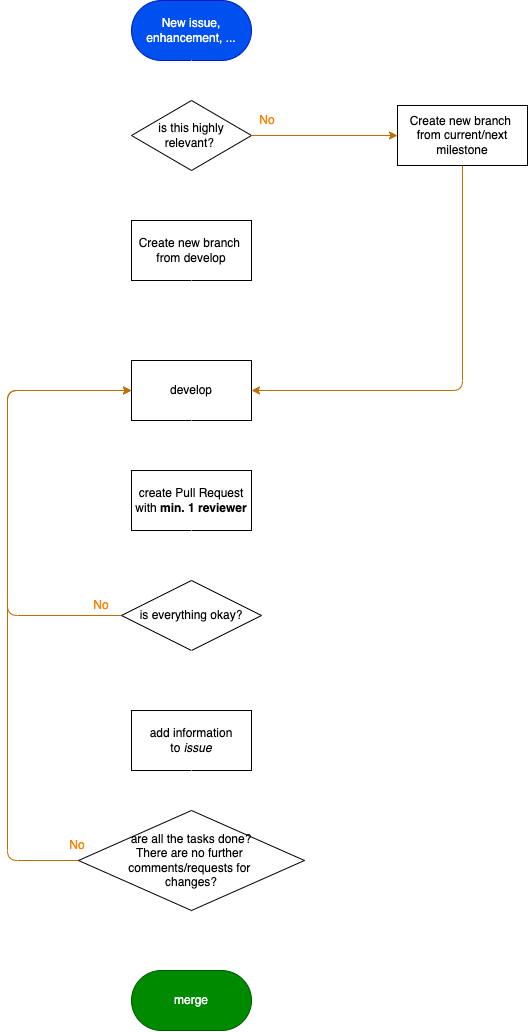 New issue,
enhancement, ...
is this highly
relevant?
No
Create new branch
from current/next
milestone
Create new branch
from develop
develop
create Pull Request
with min. 1 reviewer
No
is everything okay?
add information
to issue
No
are all the tasks done?
There are no further
comments/requests for
changes?
merge